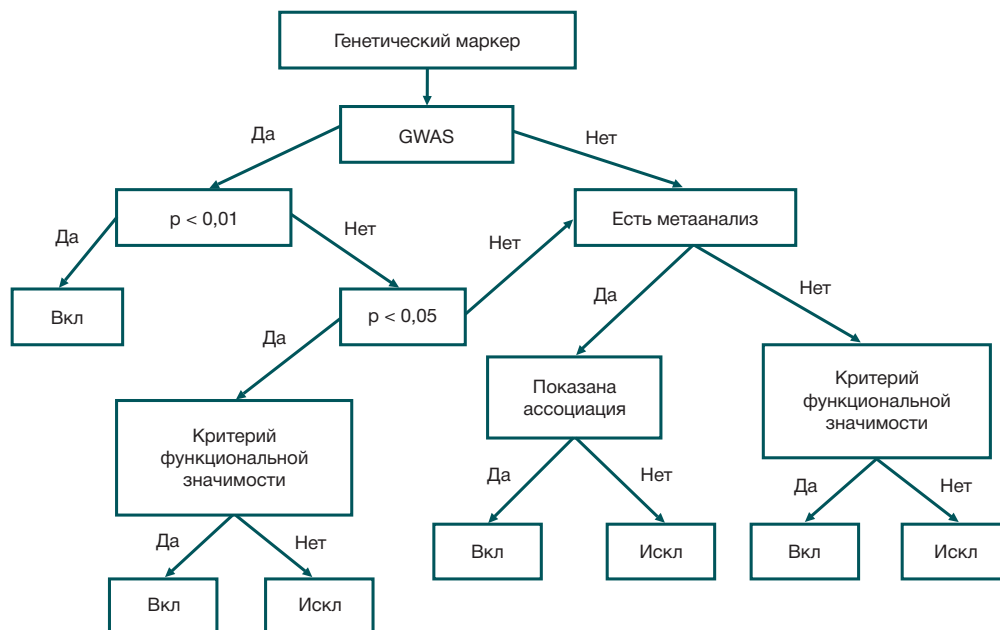 Генетический маркер
GWAS
Да
Нет
p < 0,01
Есть метаанализ
Да
Нет
Нет
Вкл
p < 0,05
Да
Нет
Да
Показана
ассоциация
Критерий
функциональной
значимости
Критерий
функциональной
значимости
Да
Нет
Да
Нет
Вкл
Искл
Вкл
Искл
Да
Нет
Вкл
Искл